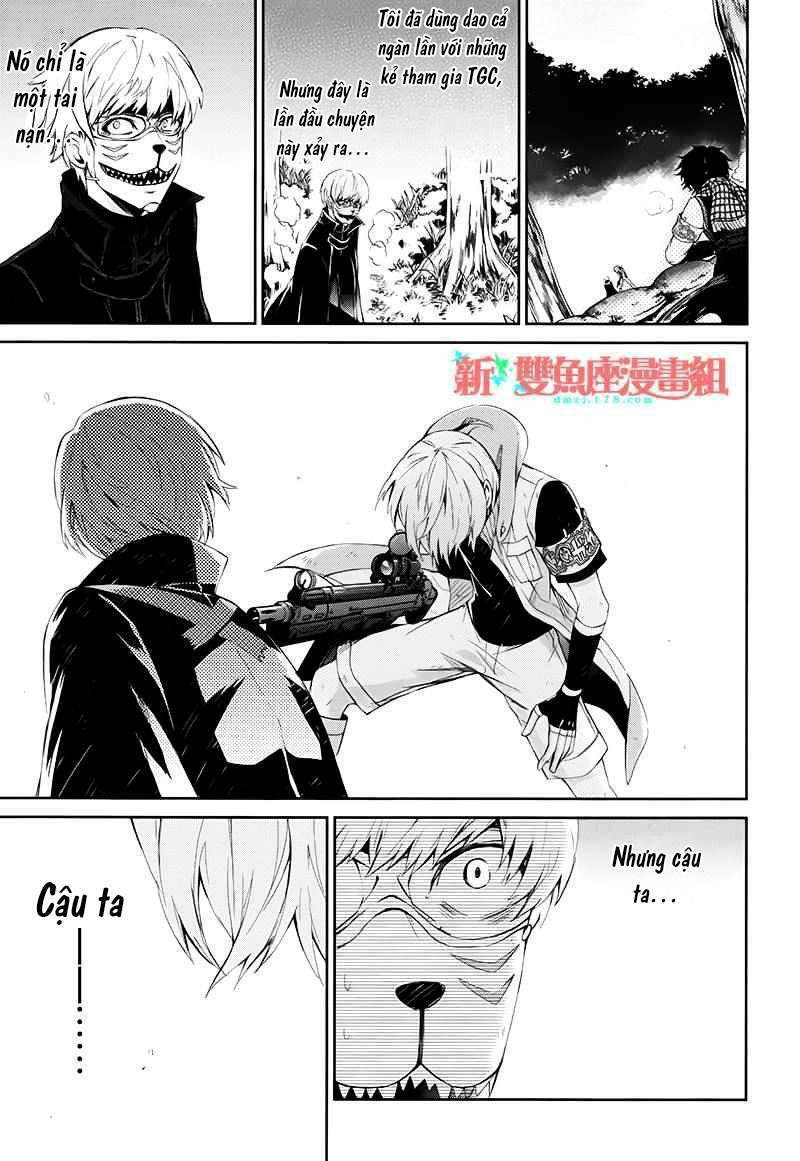 Tôi đã dùng dao cả
ngàn lần với những
kẻ tham gia TGC,
Nhưng đây là
lần đầu chuyện
này xảy ra...
Nó chỉ là
một tai
nạn...
新 雙魚座漫畫組
dmzj.178.com
Nhưng cậu
ta...
Cậu ta